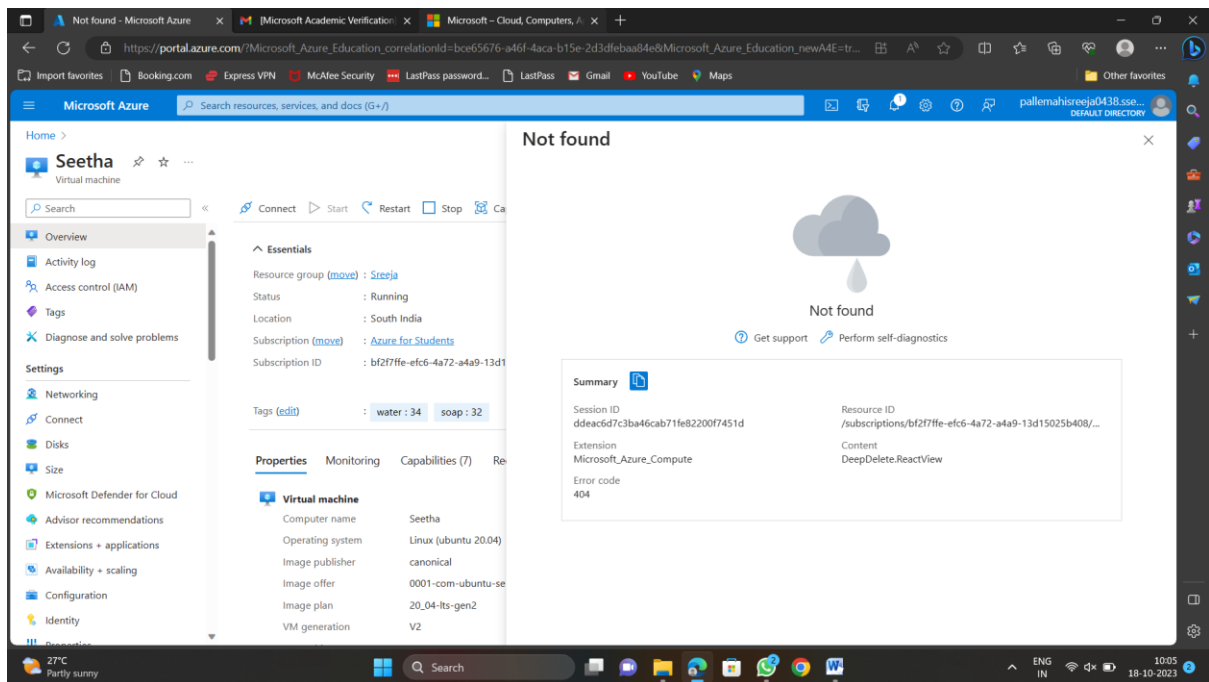 Not found - Microsoft Azure
[Microsoft Academic Verification]
Microsoft – Cloud, Computers, A
https://portal.azure.com/?Microsoft_Azure_Education_correlationId=bce65676-a46f-4aca-b15e-2d3dfebaa84e&Microsoft_Azure_Education_newA4E=tr...
Import favorites
Booking.com
Express VPN
McAfee Security
LastPass password...
LastPass
Gmail
YouTube
Maps
Other favorites
Microsoft Azure
Search resources, services, and docs (G+/)
1
pallemahisreeja0438.sse...
DEFAULT DIRECTORY
Home >
Seetha
Virtual machine
Search
Overview
Activity log
Access control (IAM)
Tags
Diagnose and solve problems
Settings
Networking
Connect
Disks
Size
Microsoft Defender for Cloud
Advisor recommendations
Extensions + applications
Availability + scaling
Configuration
Identity
Properties
Connect Start Restart Stop Ca
Essentials
Resource group (move) : Sreeja
Status : Running
Location : South India
Subscription (move) : Azure for Students
Subscription ID : bf2f7ffe-efc6-4a72-a4a9-13d1
Tags (edit) : water : 34 soap : 32
Properties Monitoring Capabilities (7) Re
Virtual machine
Computer name Seetha
Operating system Linux (ubuntu 20.04)
Image publisher canonical
Image offer 0001-com-ubuntu-se
Image plan 20_04-lts-gen2
VM generation V2
Not found
Not found
Get support Perform self-diagnostics
Summary
Session ID
ddeac6d7c3ba46cab71fe82200f7451d
Resource ID
/subscriptions/bf2f7ffe-efc6-4a72-a4a9-13d15025b408/...
Extension
Microsoft_Azure_Compute
Content
DeepDelete.ReactView
Error code
404
27°C
Partly sunny
Search
2
ENG
IN
10:05
18-10-2023
2